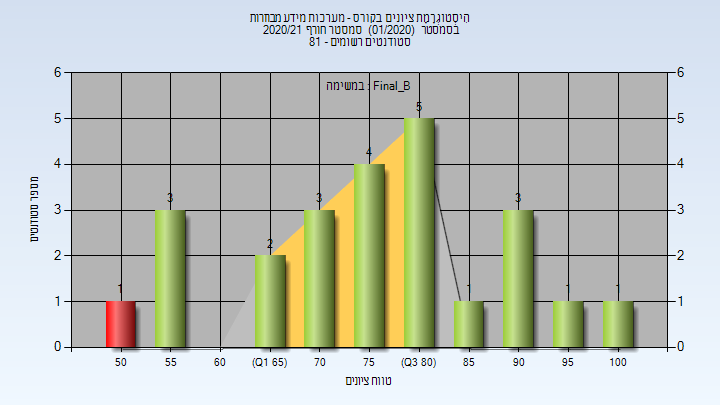 היסטוגרמת ציונים בקורס - מערכות מידע מבחרות
בסמסטר (01/2020) סמסטר חורף 2020/21
סטודנטים רשומים - 81
במשימה : Final_B
6 6
5 5
4 4
3 3
2 2
1 1
0 0
1 3 2 3 4 5 1 3 1 1
50 55 60 (Q1 65) 70 75 (Q3 80) 85 90 95 100
מספר סטודנטים
טווח ציונים